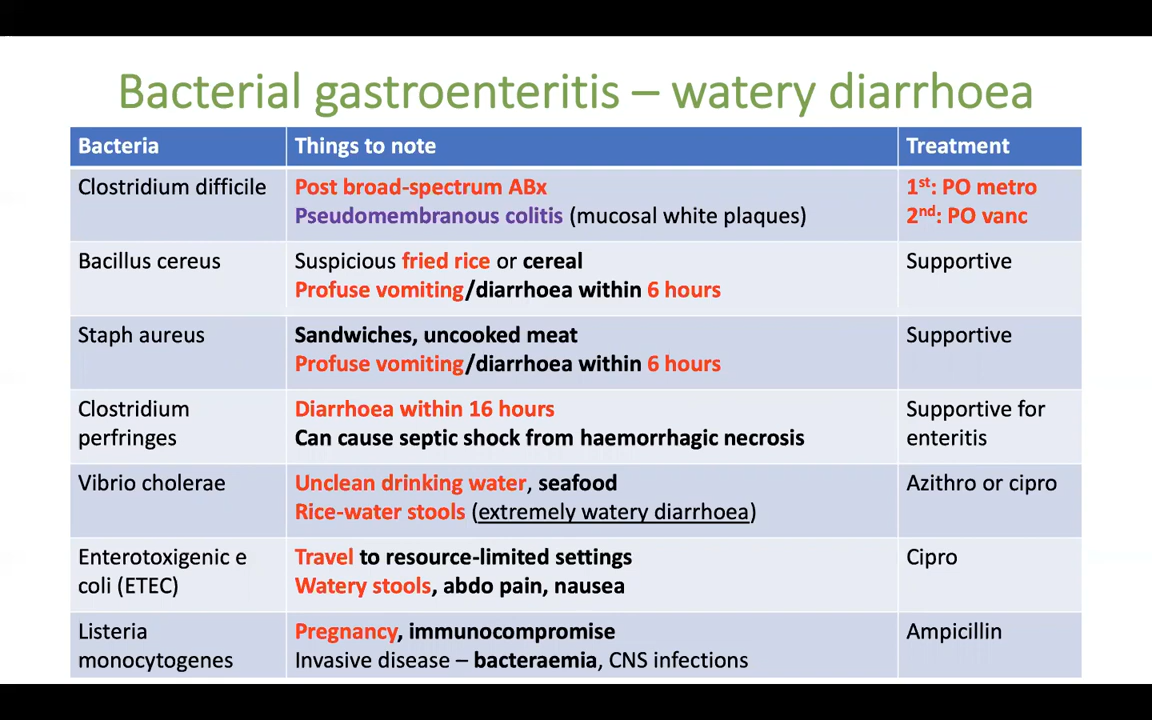 Bacterial gastroenteritis – watery diarrhoea
Bacteria
Things to note
Treatment
Clostridium difficile
Post broad-spectrum ABx
Pseudomembranous colitis (mucosal white plaques)
1st: PO metro
2nd: PO vanc
Bacillus cereus
Suspicious fried rice or cereal
Profuse vomiting/diarrhoea within 6 hours
Supportive
Staph aureus
Sandwiches, uncooked meat
Profuse vomiting/diarrhoea within 6 hours
Supportive
Clostridium
perfringes
Diarrhoea within 16 hours
Can cause septic shock from haemorrhagic necrosis
Supportive for
enteritis
Vibrio cholerae
Unclean drinking water, seafood
Rice-water stools (extremely watery diarrhoea)
Azithro or cipro
Enterotoxigenic e
coli (ETEC)
Travel to resource-limited settings
Watery stools, abdo pain, nausea
Cipro
Listeria
monocytogenes
Pregnancy, immunocompromise
Invasive disease – bacteraemia, CNS infections
Ampicillin